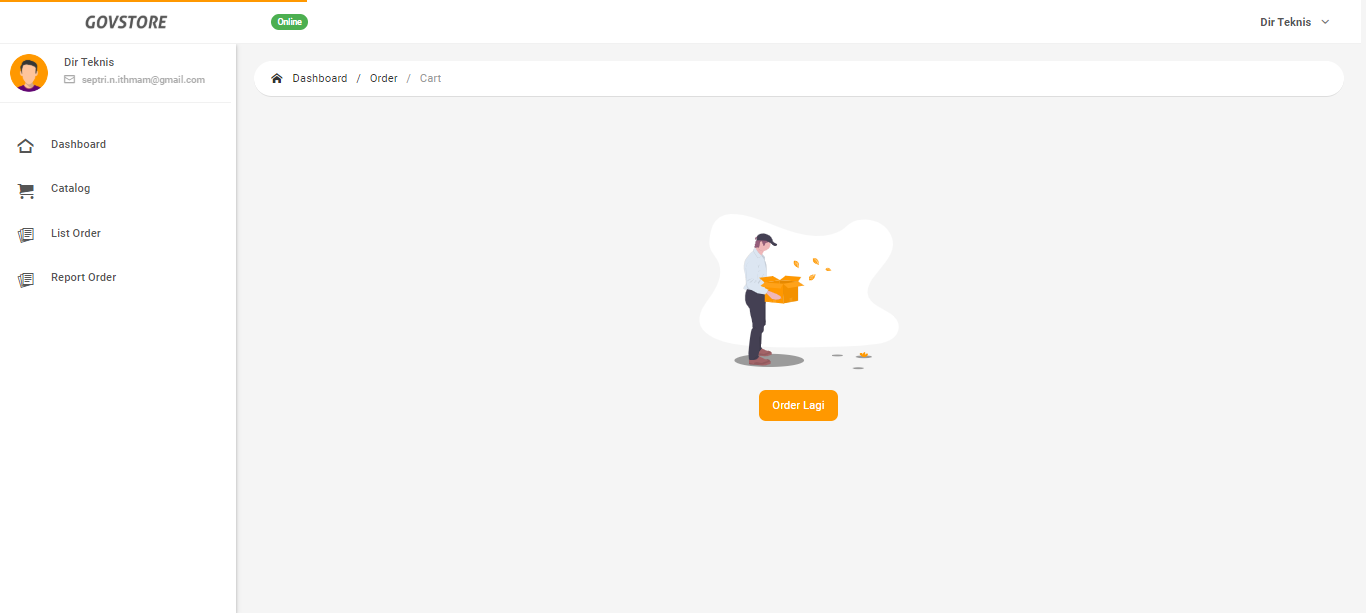 GOVSTORE
Online
Dir Teknis
Dir Teknis
septri.n.ithmam@gmail.com
Dashboard / Order / Cart
Dashboard
Catalog
List Order
Report Order
Order Lagi